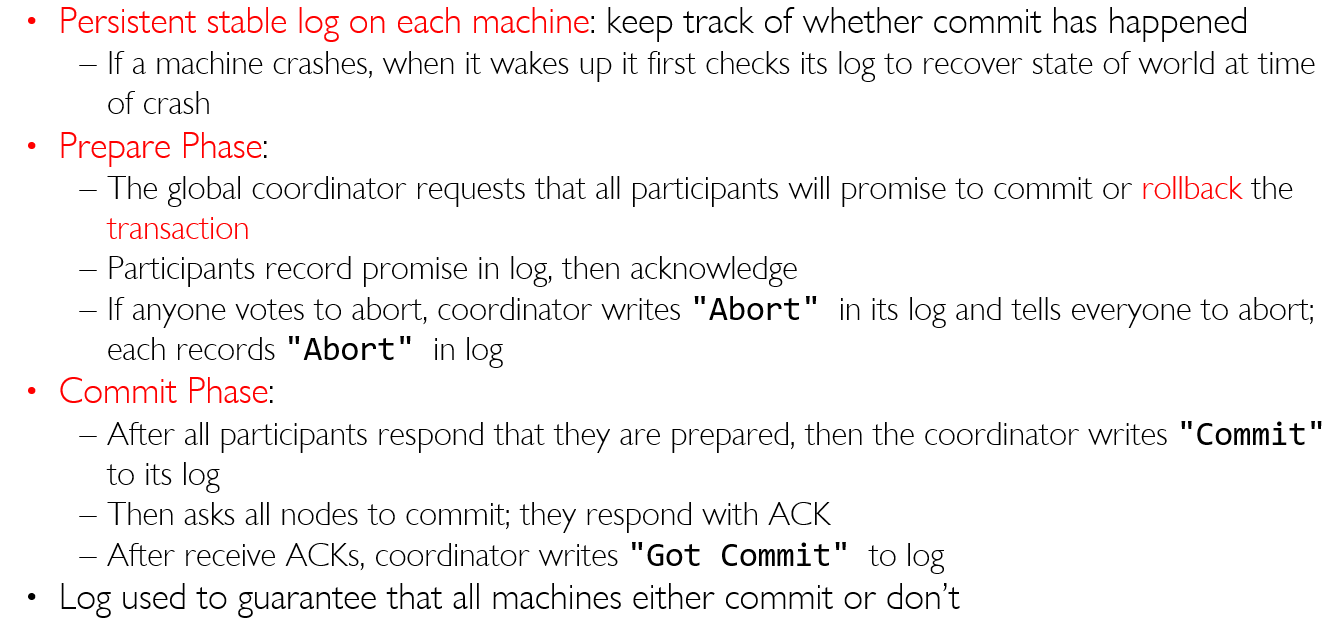 • Persistent stable log on each machine: keep track of whether commit has happened
– If a machine crashes, when it wakes up it first checks its log to recover state of world at time
of crash
• Prepare Phase:
– The global coordinator requests that all participants will promise to commit or rollback the
transaction
– Participants record promise in log, then acknowledge
– If anyone votes to abort, coordinator writes "Abort" in its log and tells everyone to abort;
each records "Abort" in log
• Commit Phase:
– After all participants respond that they are prepared, then the coordinator writes "Commit"
to its log
– Then asks all nodes to commit; they respond with ACK
– After receive ACKs, coordinator writes "Got Commit" to log
• Log used to guarantee that all machines either commit or don’t